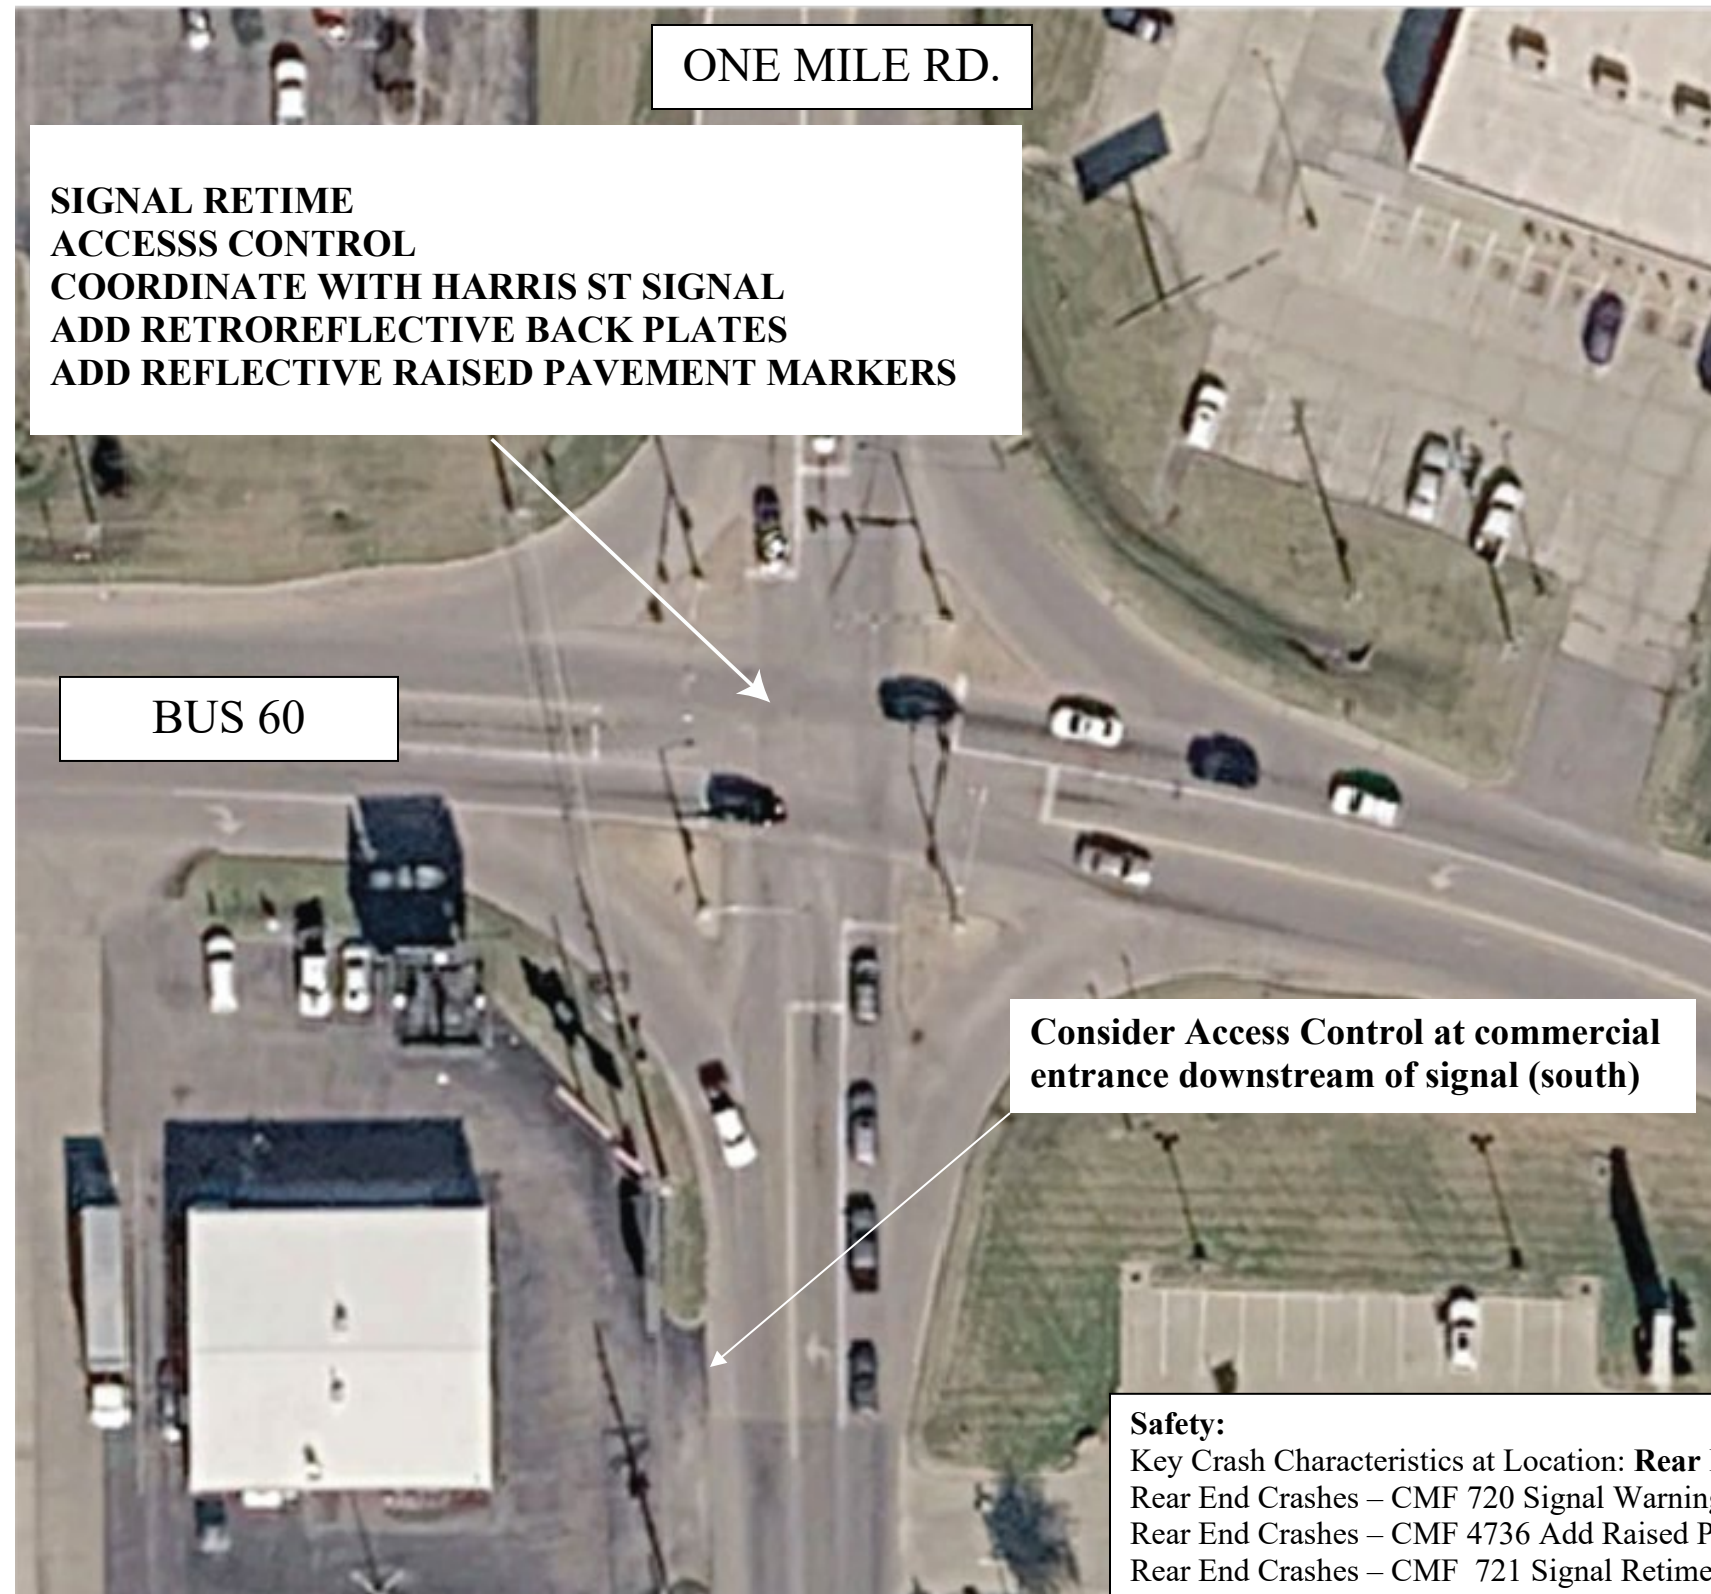 ONE MILE RD.
SIGNAL RETIME
ACCESSS CONTROL
COORDINATE WITH HARRIS ST SIGNAL
ADD RETROREFLECTIVE BACK PLATES
ADD REFLECTIVE RAISED PAVEMENT MARKERS
BUS 60
Consider Access Control at commercial
entrance downstream of signal (south)
Safety:
Key Crash Characteristics at Location: Rear
Rear End Crashes – CMF 720 Signal
Rear End Crashes – CMF 4736 Add Raised
Rear End Crashes – CMF 721 Signal Retime